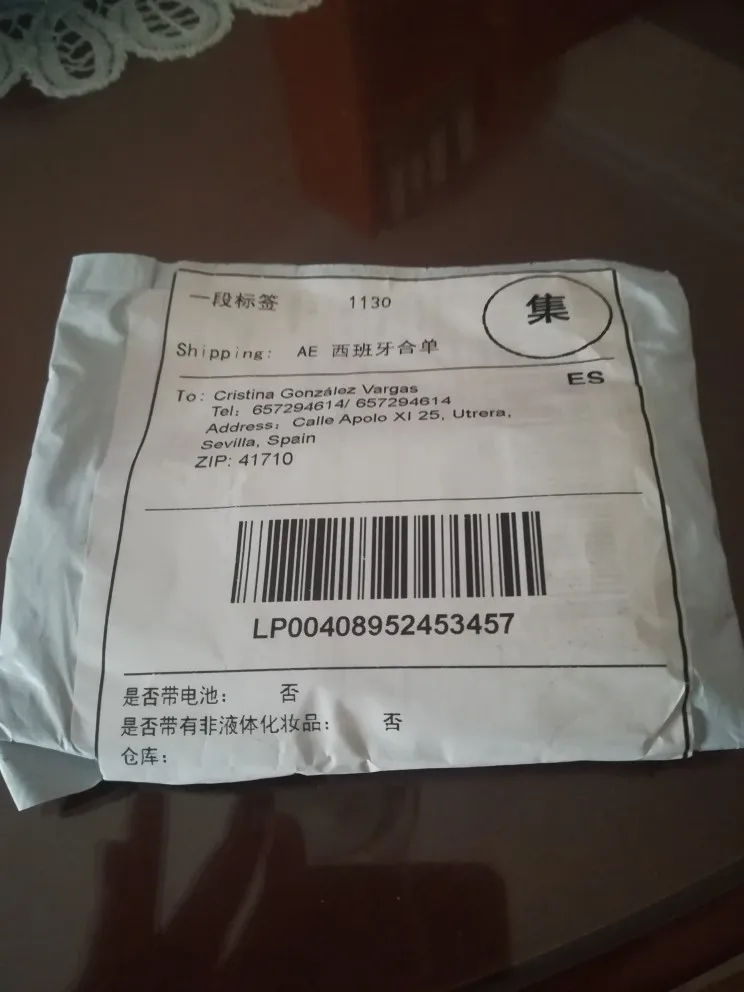 一段标签 1130
集
Shipping: AE 西班牙合单
ES
To: Cristina González Vargas
Tel: 657294614/ 657294614
Address: Calle Apolo XI 25, Utrera,
Sevilla, Spain
ZIP: 41710
LP00408952453457
是否带电池: 否
是否带有非液体化妆品: 否
仓库: